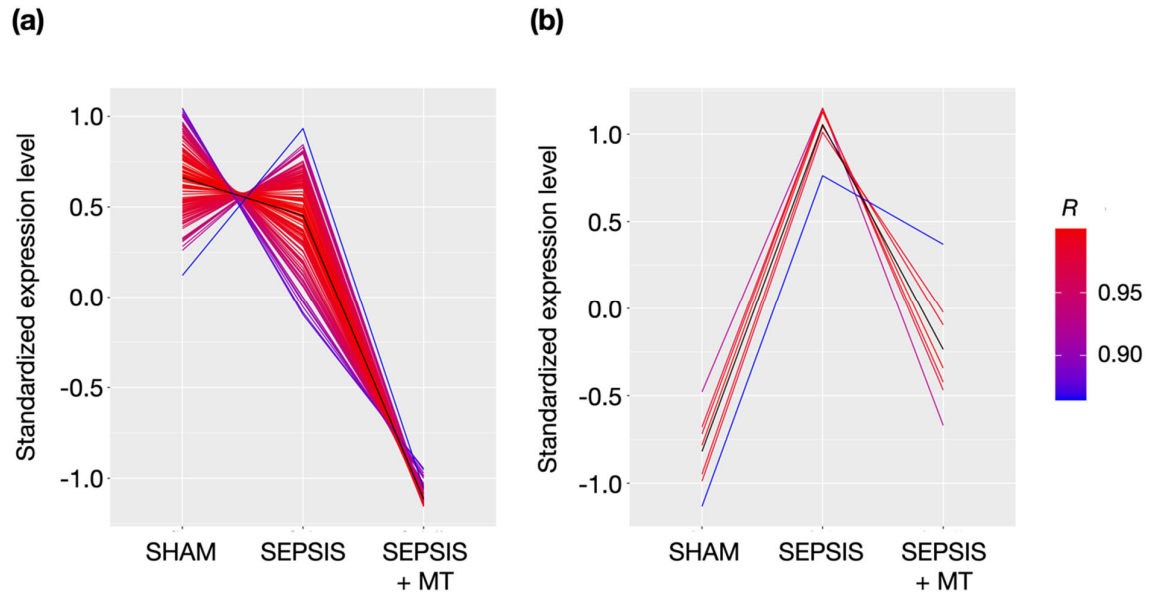 (a)
(b)
Standardized expression level
1.0
0.5
0.0
-0.5
-1.0
SHAM
SEPSIS
SEPSIS
+ MT
Standardized expression level
1.0
0.5
0.0
-0.5
-1.0
SHAM
SEPSIS
SEPSIS
+ MT
R
0.95
0.90